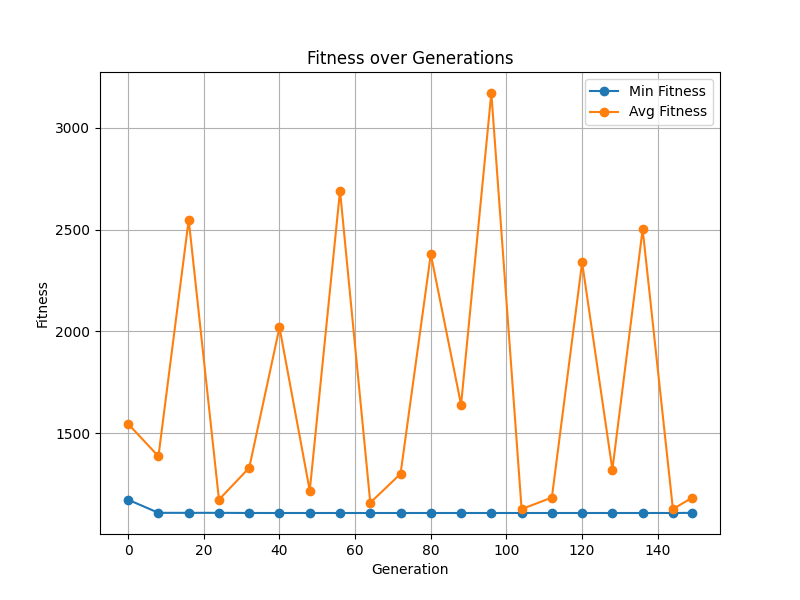 Fitness over Generations
Min Fitness
Avg Fitness
3000
2500
2000
1500
Fitness
0 20 40 60 80 100 120 140
Generation